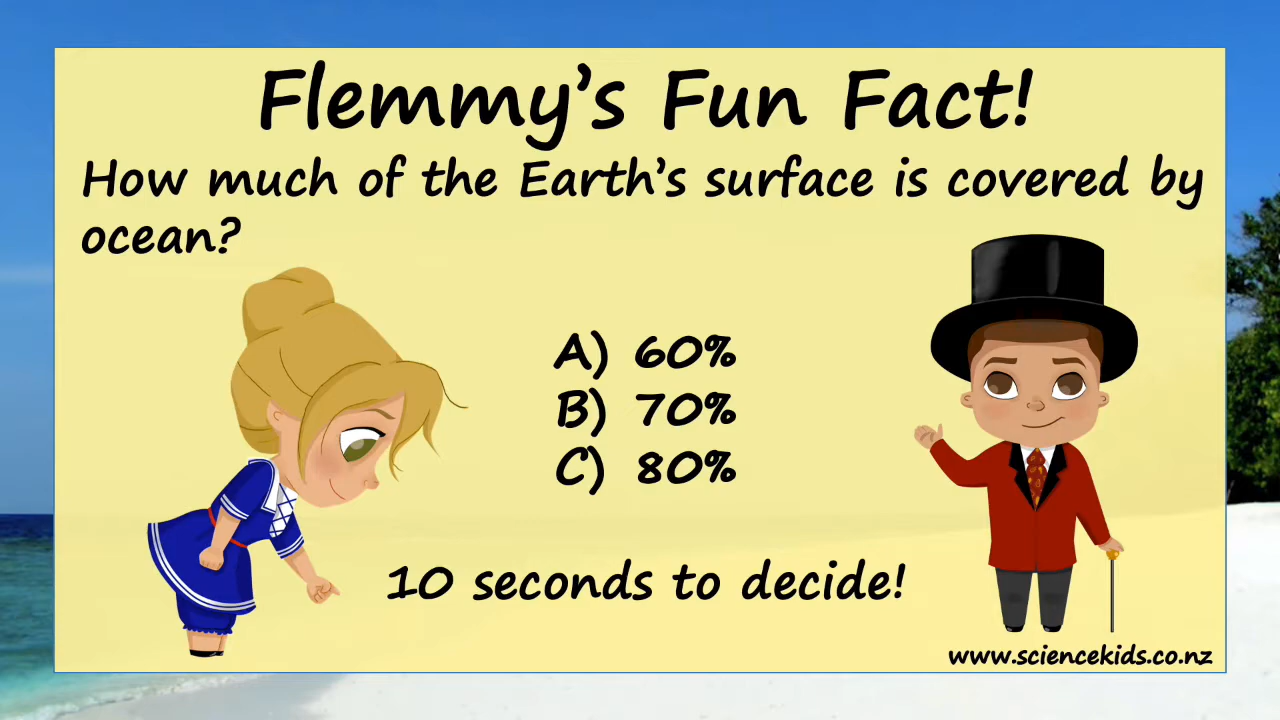 Flemmy's Fun Fact!
How much of the Earth's surface is covered by
ocean?
A) 60%
B) 70%
C) 80%
10 seconds to decide!
www.sciencekids.co.nz